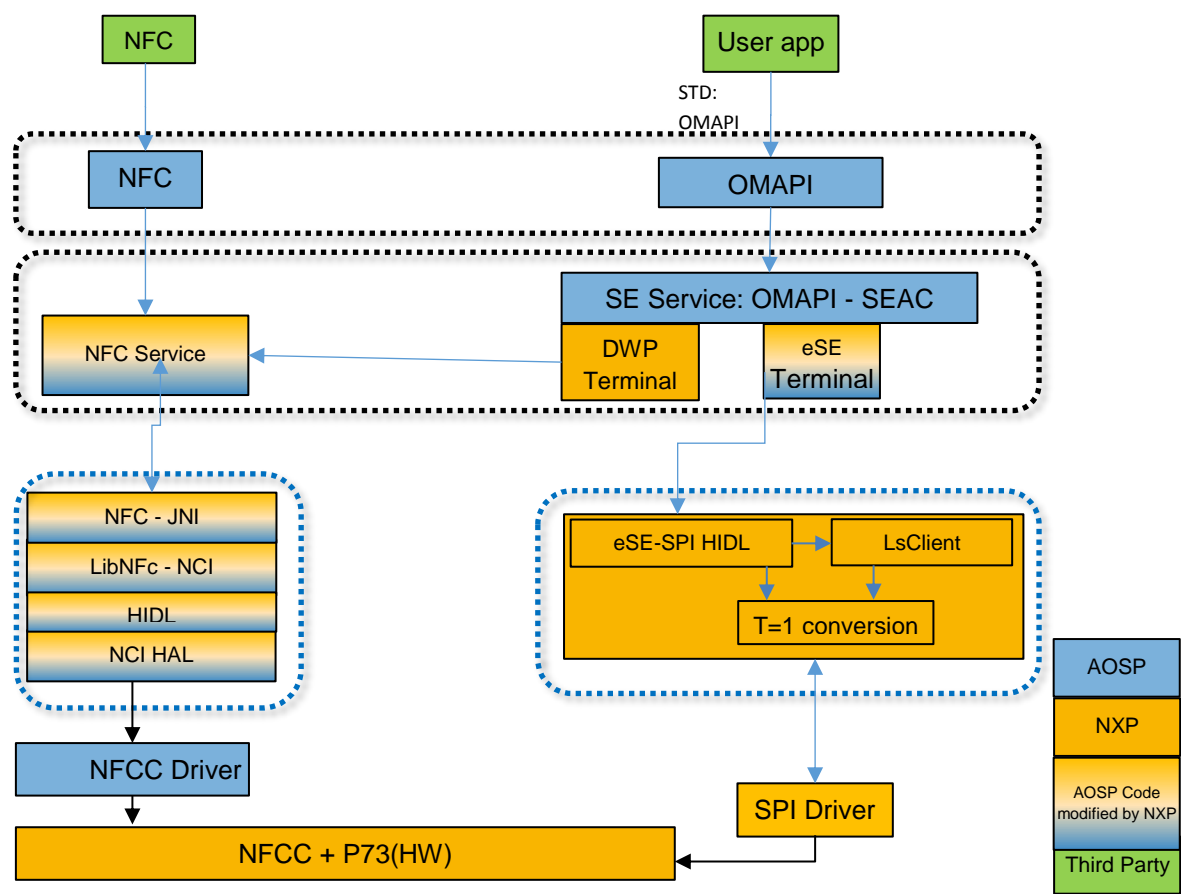 NFC
User app
STD:
OMAPI
NFC
OMAPI
SE Service: OMAPI - SEAC
NFC Service
DWP
Terminal
eSE
Terminal
NFC - JNI
LibNFc - NCI
HIDL
NCI HAL
eSE-SPI HIDL
LsClient
T=1 conversion
NFCC Driver
SPI Driver
NFCC + P73(HW)
AOSP
NXP
AOSP Code
modified by NXP
Third Party